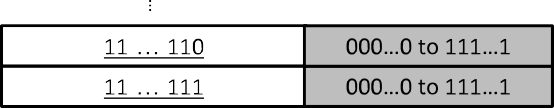 ⋮
11 … 110 000…0 to 111…1
11 … 111 000…0 to 111…1